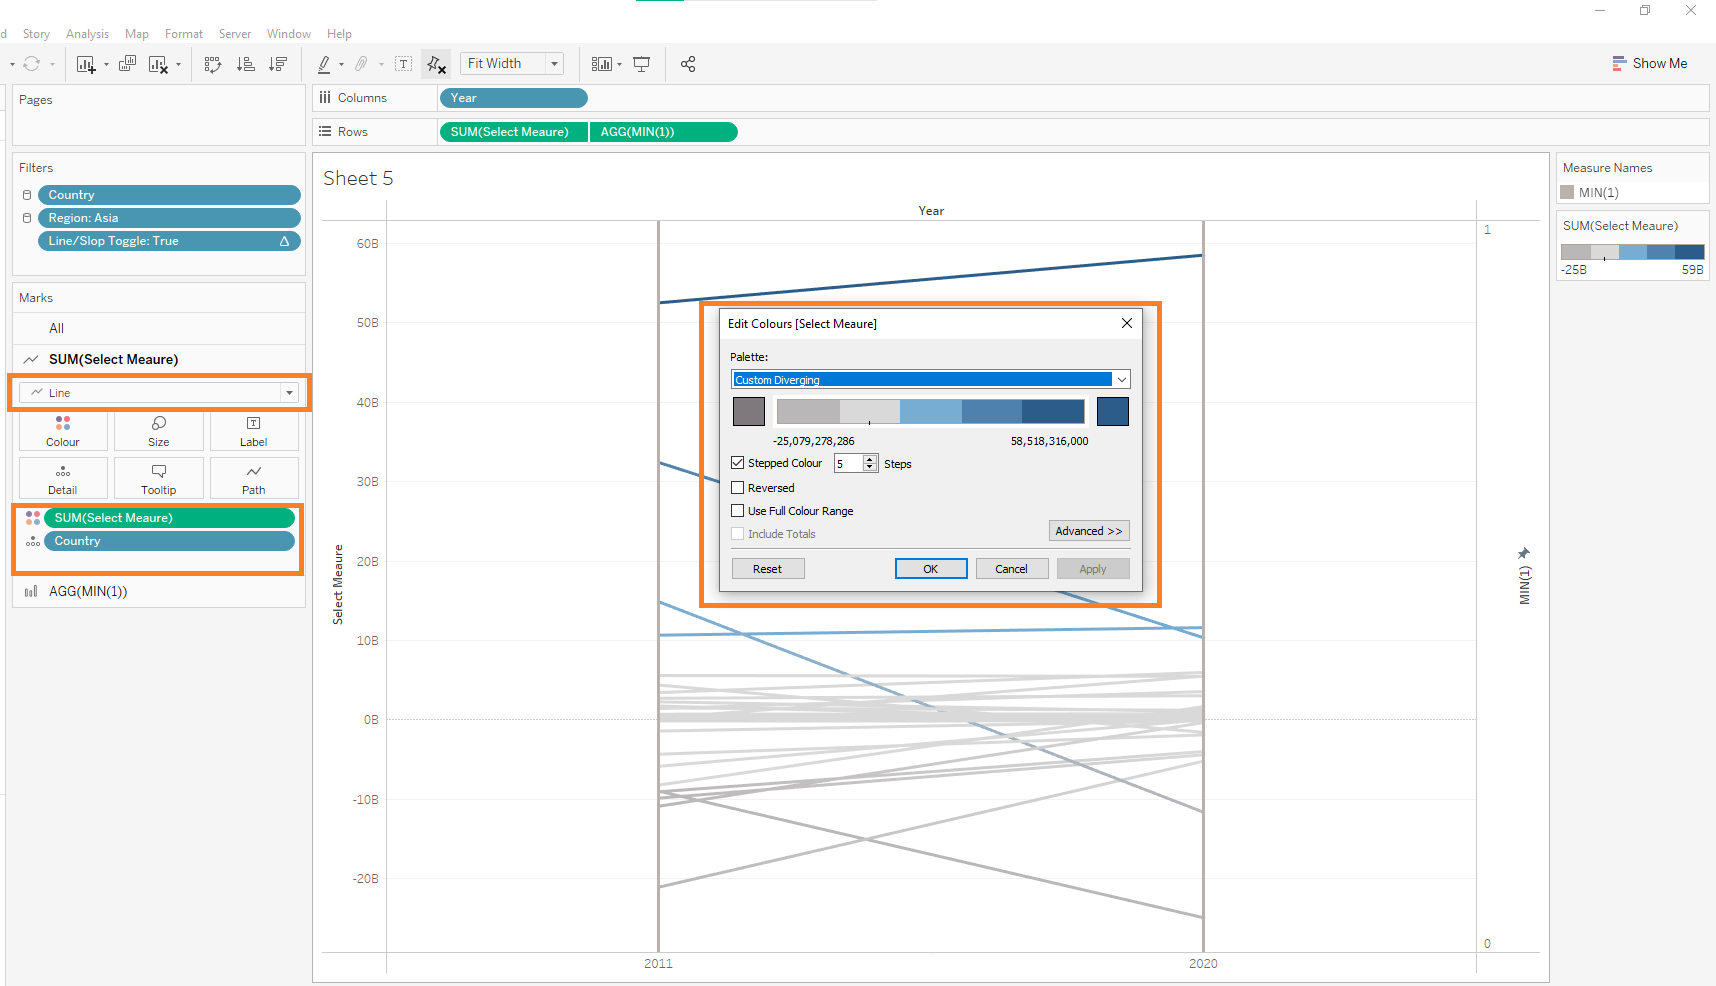 d Story Analysis Map Format Server Window Help
T Fit Width Show Me
Pages
Columns Year
Rows SUM(Select Meaure) AGG(MIN(1))
Filters
Country
Region: Asia
Line/Slop Toggle: True Δ
Marks
All
SUM(Select Meaure)
Line
Colour Size Label
Detail Tooltip Path
SUM(Select Meaure)
Country
AGG(MIN(1))
Sheet 5
Year
60B
50B
40B
30B
20B
10B
0B
-10B
-20B
Select Meaure
2011 2020
1
0
MIN(1)
Edit Colours [Select Meaure]
Palette:
Custom Diverging
-25,079,278,286 58,518,316,000
Stepped Colour 5 Steps
Reversed
Use Full Colour Range
Include Totals
Advanced >>
Reset OK Cancel Apply
Measure Names
MIN(1)
SUM(Select Meaure)
-25B 59B